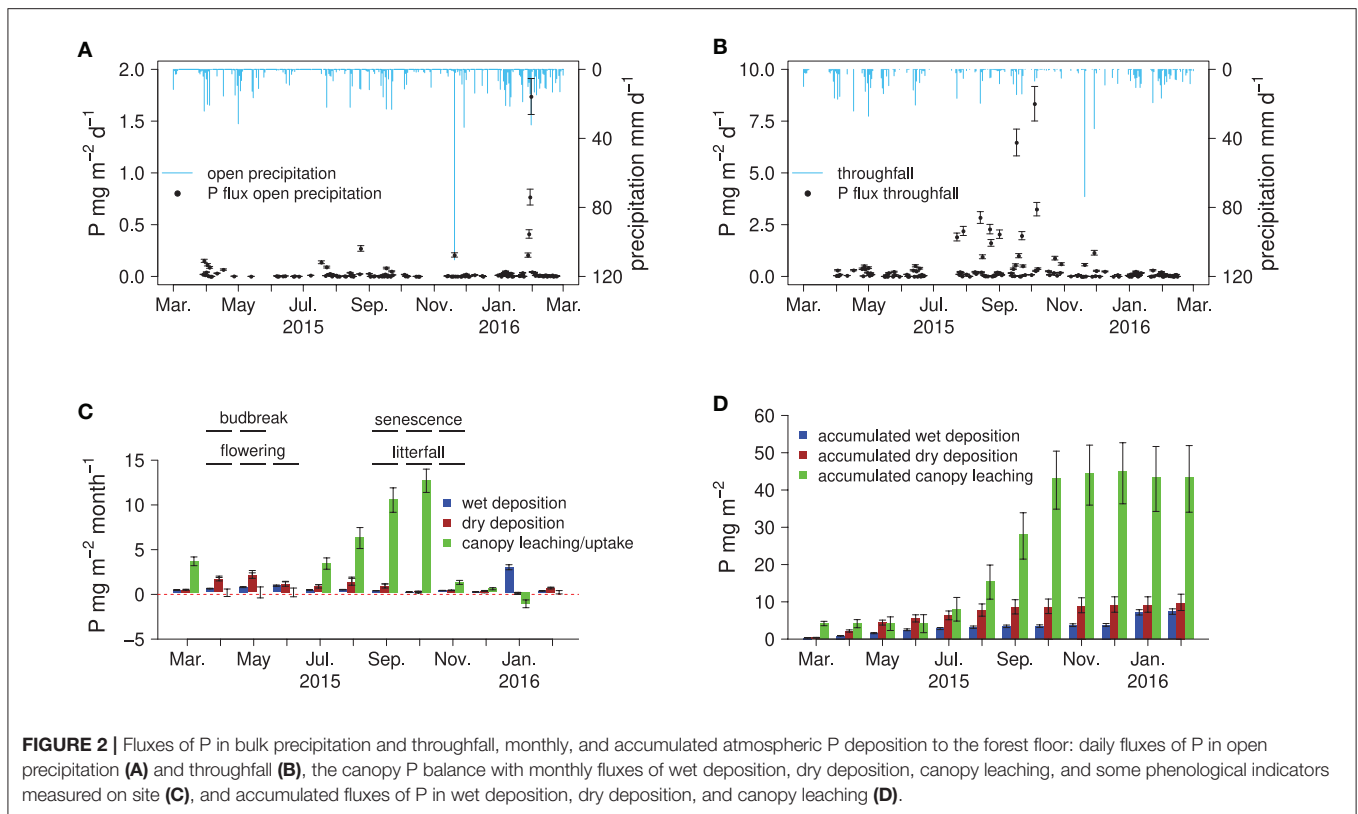 A
2.0
1.5
1.0
0.5
0.0
P mg m⁻² d⁻¹
0
40
80
120
precipitation mm d⁻¹
open precipitation
P flux open precipitation
Mar. May Jul. Sep. Nov. Jan. Mar.
2015 2016
B
10.0
7.5
5.0
2.5
0.0
P mg m⁻² d⁻¹
0
40
80
120
precipitation mm d⁻¹
throughfall
P flux throughfall
Mar. May Jul. Sep. Nov. Jan. Mar.
2015 2016
C
budbreak senescence
flowering litterfall
15
10
5
0
−5
P mg m⁻² month⁻¹
wet deposition
dry deposition
canopy leaching/uptake
Mar. May Jul. Sep. Nov. Jan.
2015 2016
D
60
50
40
30
20
10
0
P mg m⁻²
accumulated wet deposition
accumulated dry deposition
accumulated canopy leaching
Mar. May Jul. Sep. Nov. Jan.
2015 2016
FIGURE 2 | Fluxes of P in bulk precipitation and throughfall, monthly, and accumulated atmospheric P deposition to the forest floor: daily fluxes of P in open
precipitation (A) and throughfall (B), the canopy P balance with monthly fluxes of wet deposition, dry deposition, canopy leaching, and some phenological indicators
measured on site (C), and accumulated fluxes of P in wet deposition, dry deposition, and canopy leaching (D).